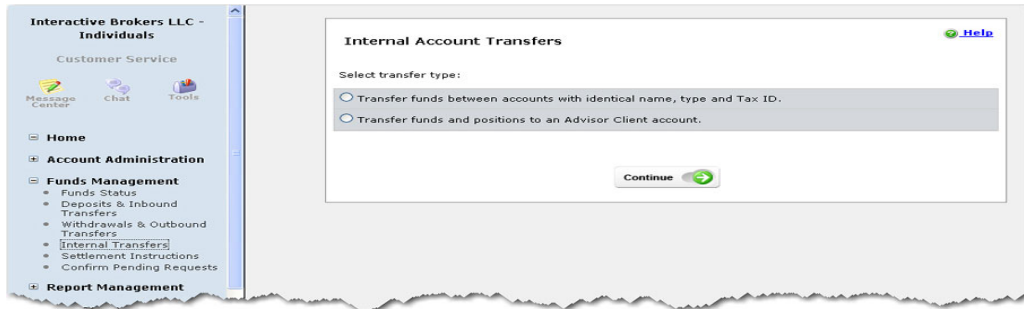 Interactive Brokers LLC -
Individuals
Customer Service
Message
Center
Chat
Tools
Home
Account Administration
Funds Management
Funds Status
Deposits & Inbound
Transfers
Withdrawals & Outbound
Transfers
Internal Transfers
Settlement Instructions
Confirm Pending Requests
Report Management
Internal Account Transfers
Help
Select transfer type:
Transfer funds between accounts with identical name, type and Tax ID.
Transfer funds and positions to an Advisor Client account.
Continue